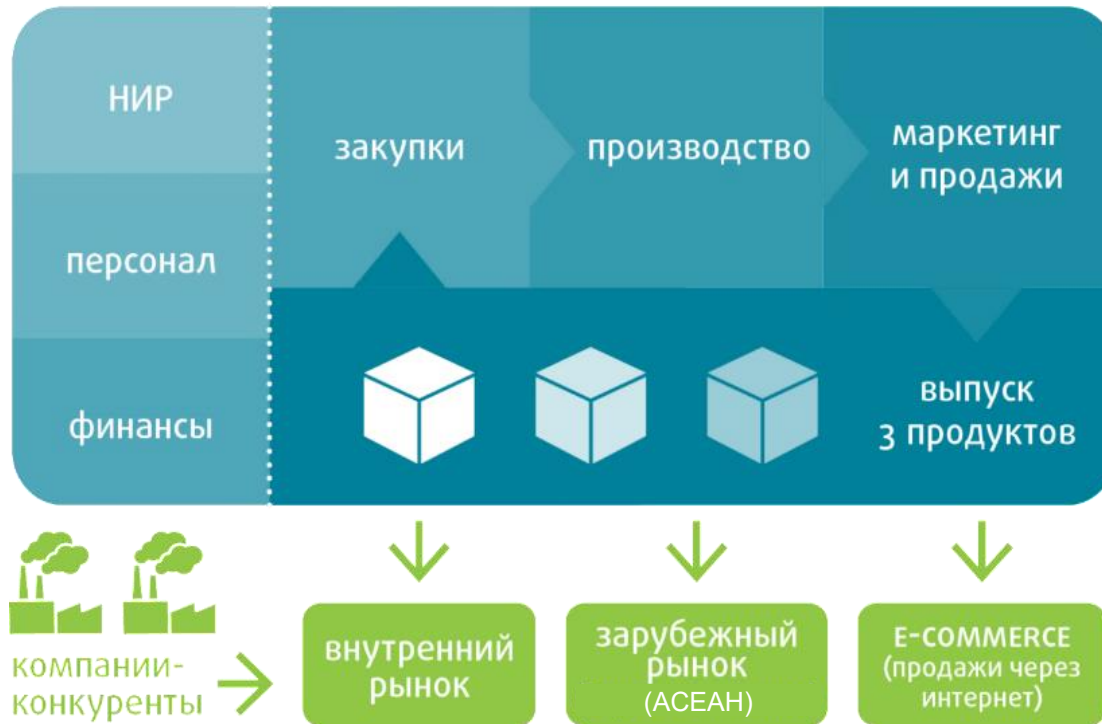 НИР
персонал
финансы
закупки
производство
маркетинг
и продажи
выпуск
3 продуктов
компании-
конкуренты
внутренний
рынок
зарубежный
рынок
(АСЕАН)
E-COMMERCE
(продажи через
интернет)